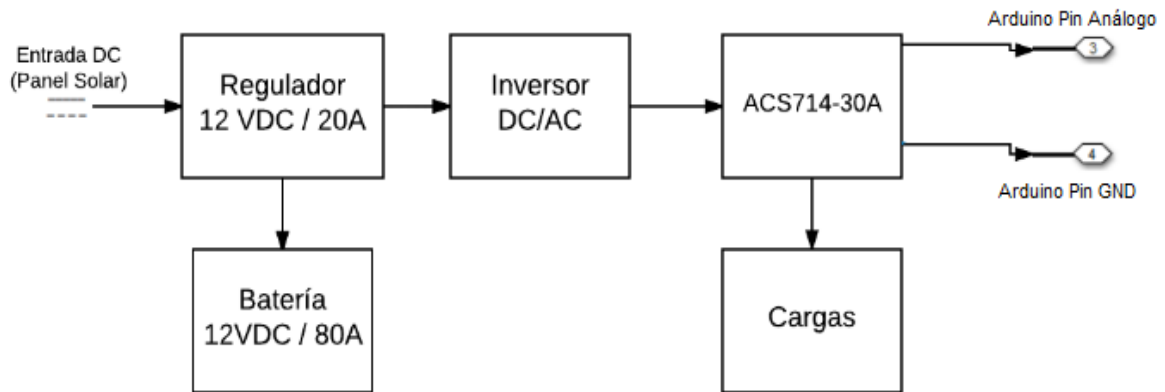 Arduino Pin Análogo
3
Entrada DC
(Panel Solar)
Regulador
12 VDC / 20A
Inversor
DC/AC
ACS714-30A
4
Arduino Pin GND
Batería
12VDC / 80A
Cargas